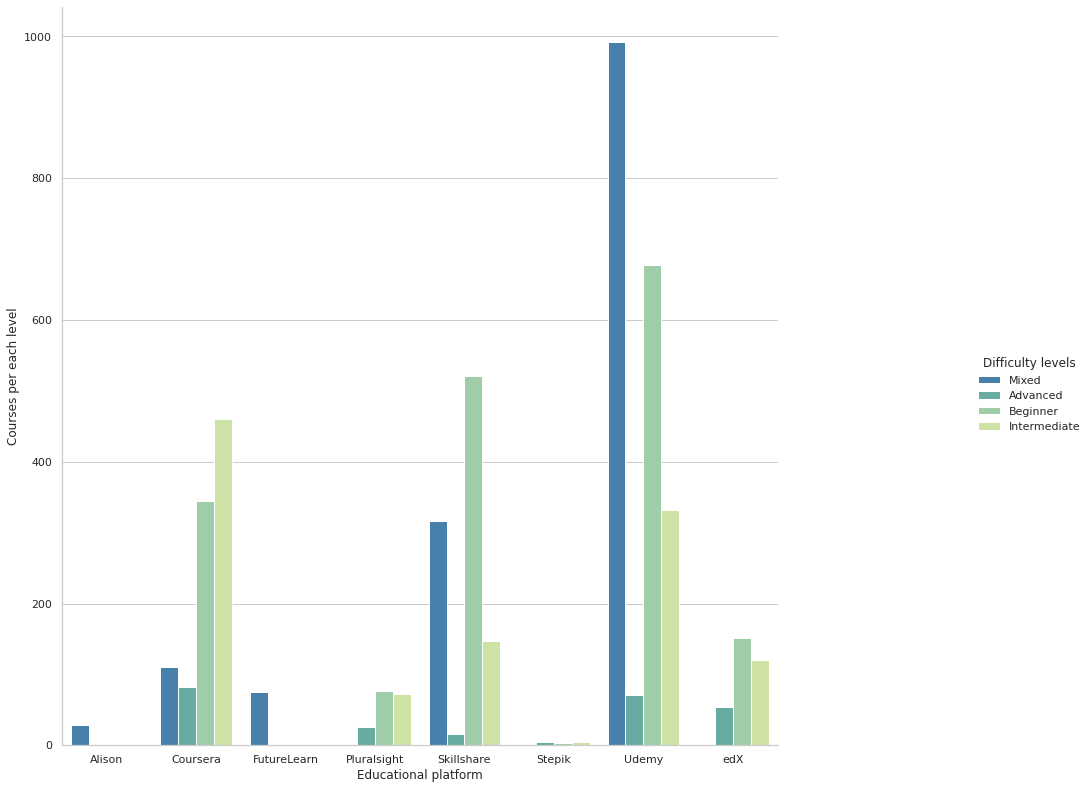 1000
800
600
400
200
0
Courses per each level
Alison
Coursera
FutureLearn
Pluralsight
Skillshare
Stepik
Udemy
edX
Educational platform
Difficulty levels
Mixed
Advanced
Beginner
Intermediate